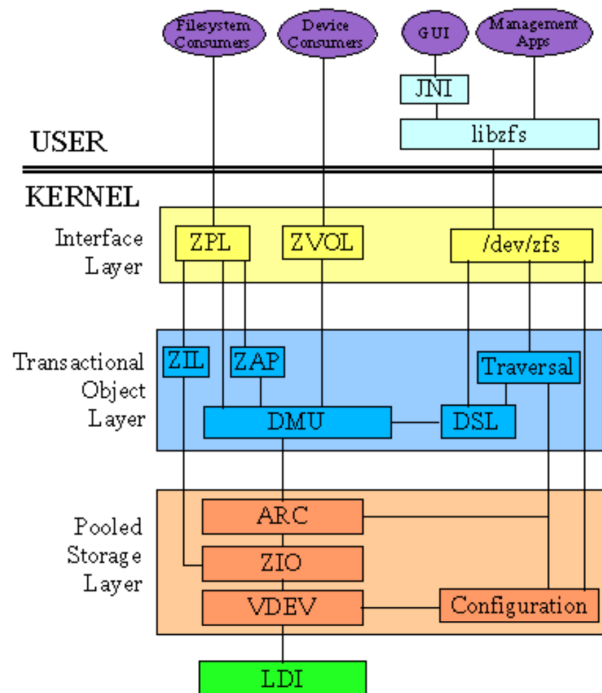 Filesystem
Consumers
Device
Consumers
GUI
Management
Apps
JNI
libzfs
USER
KERNEL
Interface
Layer
ZPL
ZVOL
/dev/zfs
Transactional
Object
Layer
ZIL
ZAP
Traversal
DMU
DSL
Pooled
Storage
Layer
ARC
ZIO
VDEV
Configuration
LDI